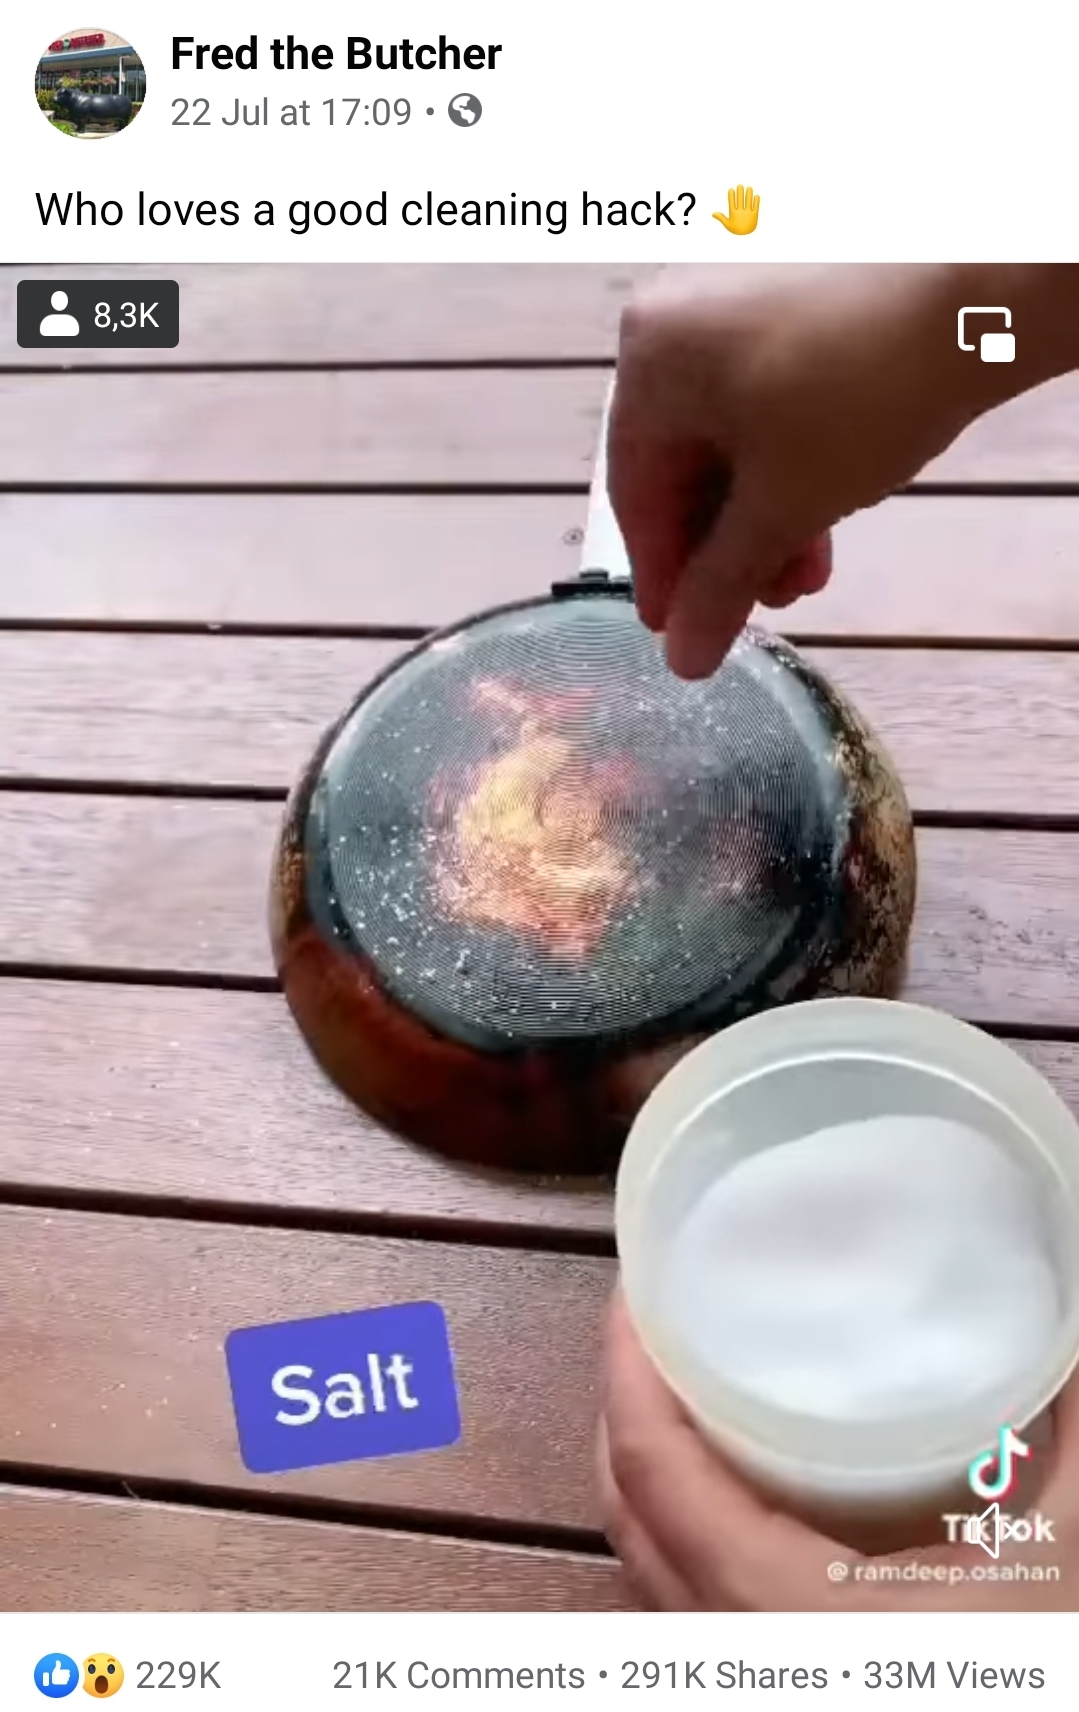 Fred the Butcher
22 Jul at 17:09 •
Who loves a good cleaning hack? 🤚
8,3K
Salt
TikTok
@ramdeep.osahan
229K 21K Comments • 291K Shares • 33M Views